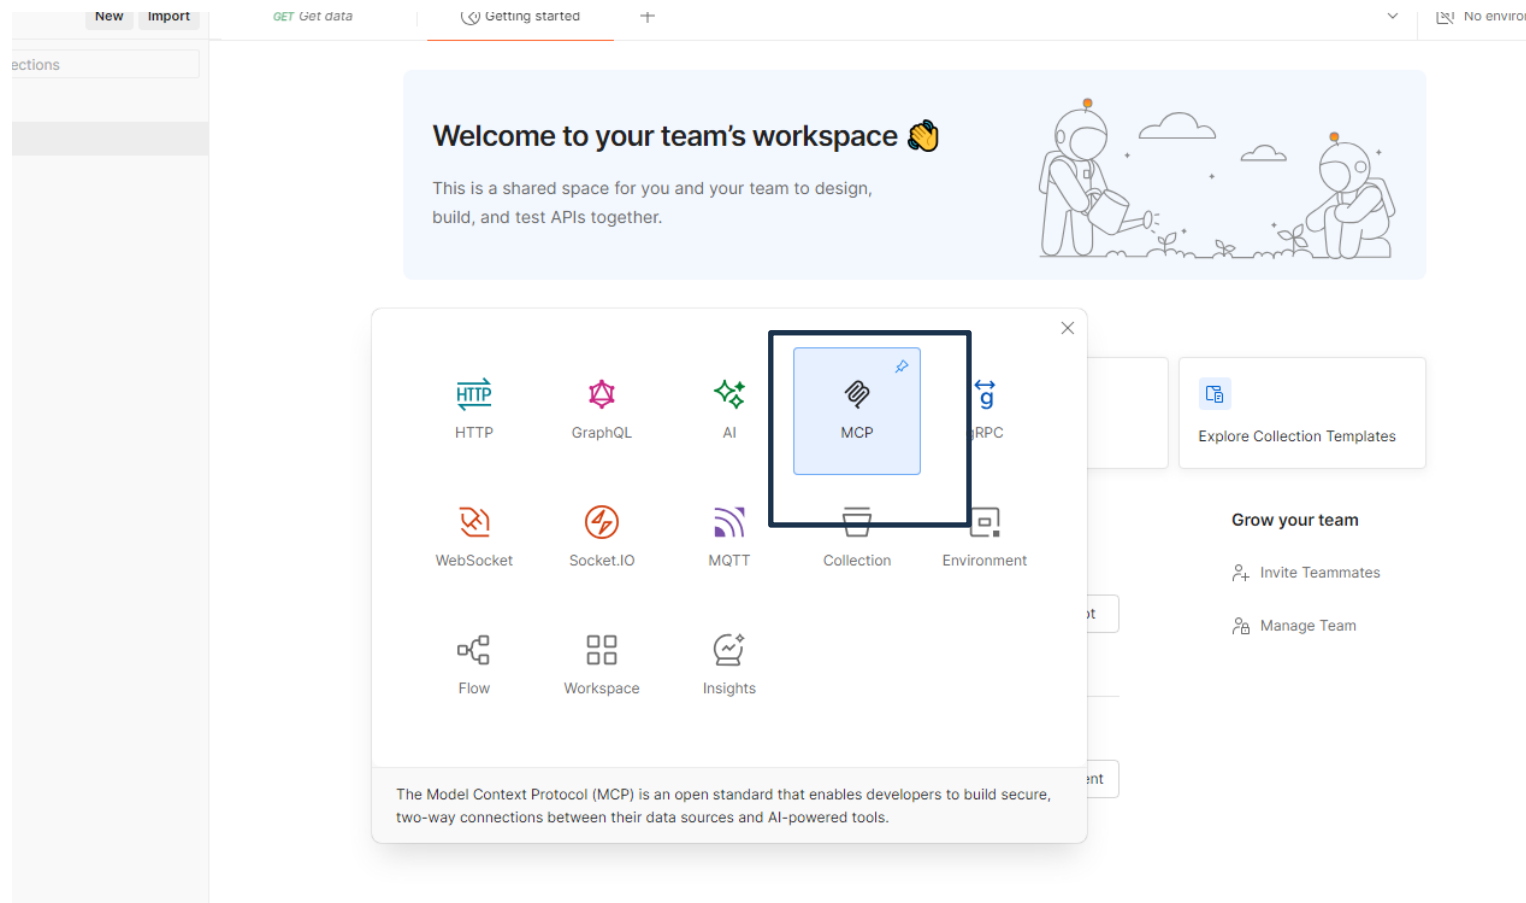 New Import
GET Get data
Getting started
No enviro
ections
Welcome to your team's workspace 👋
This is a shared space for you and your team to design,
build, and test APIs together.
HTTP
HTTP
GraphQL
AI
MCP
g
gRPC
Explore Collection Templates
WebSocket
Socket.IO
MQTT
Collection
Environment
Grow your team
Invite Teammates
Manage Team
Flow
Workspace
Insights
ent
The Model Context Protocol (MCP) is an open standard that enables developers to build secure,
two-way connections between their data sources and AI-powered tools.